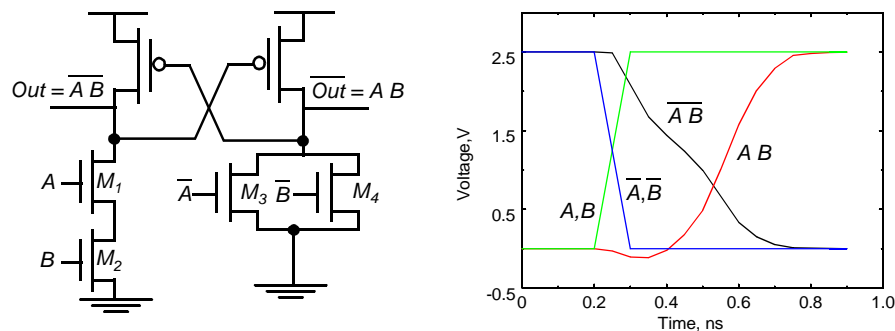 Out = A̅ ̅B̅
O̅u̅t̅ = A B
A
M1
B
M2
A̅
M3
B̅
M4
Voltage,V
2.5
1.5
0.5
-0.5
A̅ ̅B̅
A B
A,B
A̅,B̅
0.0
0.2
0.4
0.6
0.8
1.0
Time, ns